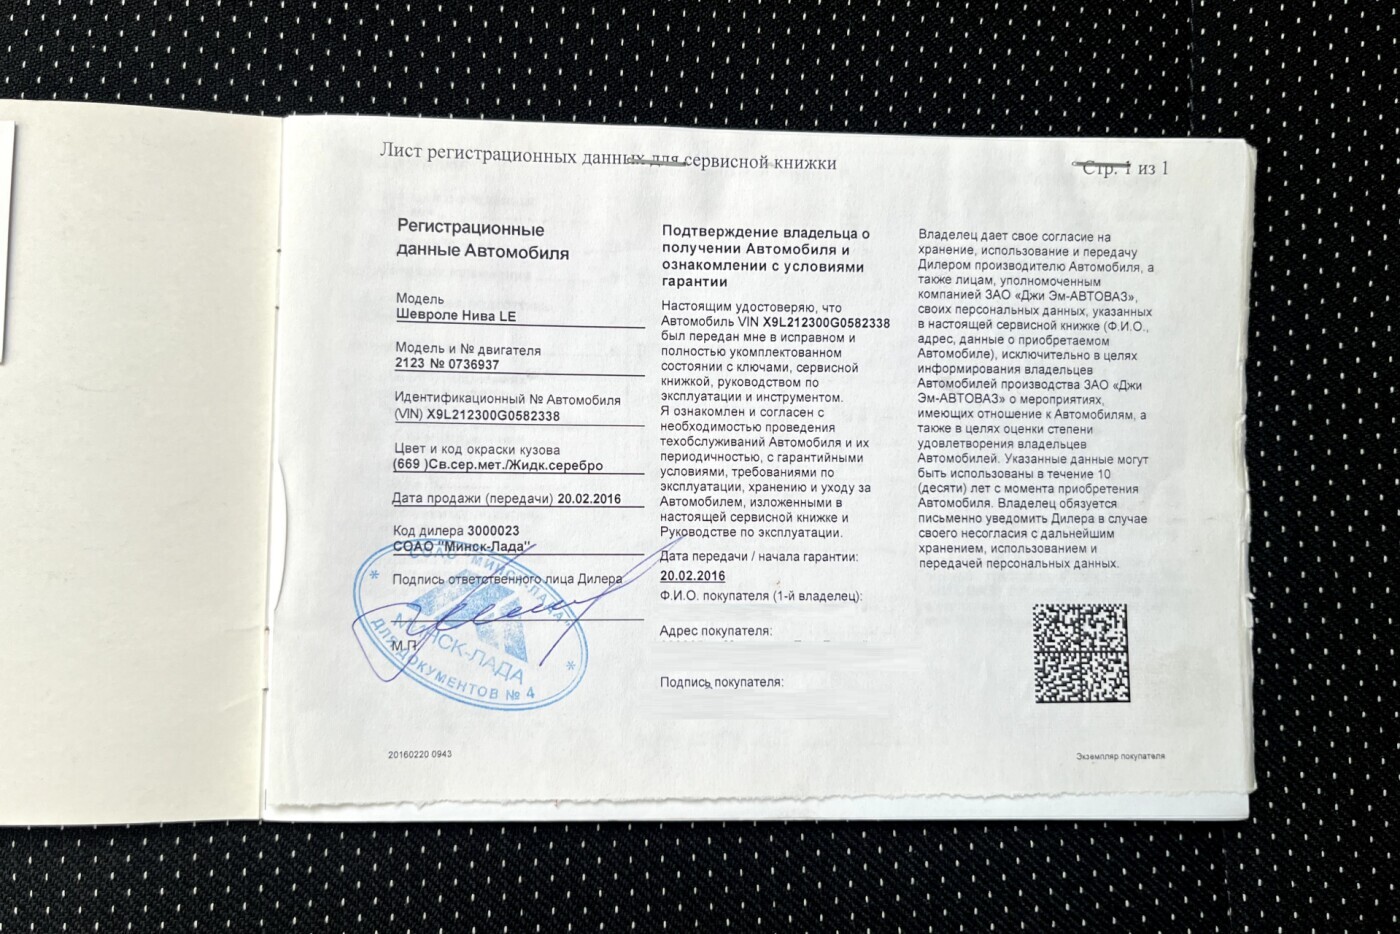 Лист регистрационных данных для сервисной книжки
Стр. 1 из 1
Регистрационные
данные Автомобиля
Модель
Шевроле Нива LE
Модель и № двигателя
2123 № 0736937
Идентификационный № Автомобиля
(VIN) X9L212300G0582338
Цвет и код окраски кузова
(669 )Св.сер.мет./Жидк.серебро
Дата продажи (передачи) 20.02.2016
Код дилера 3000023
СОАО "Минск-Лада"
Подпись ответственного лица Дилера
М.П.
СОАО "МИНСК-ЛАДА"
МИНСК-ЛАДА
ДЛЯ ДОКУМЕНТОВ № 4
20160220 0943
Подтверждение владельца о
получении Автомобиля и
ознакомлении с условиями
гарантии
Настоящим удостоверяю, что
Автомобиль VIN X9L212300G0582338
был передан мне в исправном и
полностью укомплектованном
состоянии с ключами, сервисной
книжкой, руководством по
эксплуатации и инструментом.
Я ознакомлен и согласен с
необходимостью проведения
техобслуживаний Автомобиля и их
периодичностью, с гарантийными
условиями, требованиями по
эксплуатации, хранению и уходу за
Автомобилем, изложенными в
настоящей сервисной книжке и
Руководстве по эксплуатации.
Дата передачи / начала гарантии:
20.02.2016
Ф.И.О. покупателя (1-й владелец):
Адрес покупателя:
Подпись покупателя:
Владелец дает свое согласие на
хранение, использование и передачу
Дилером производителю Автомобиля, а
также лицам, уполномоченным
компанией ЗАО «Джи Эм-АВТОВАЗ»,
своих персональных данных, указанных
в настоящей сервисной книжке (Ф.И.О.,
адрес, данные о приобретаемом
Автомобиле), исключительно в целях
информирования владельцев
Автомобилей производства ЗАО «Джи
Эм-АВТОВАЗ» о мероприятиях,
имеющих отношение к Автомобилям, а
также в целях оценки степени
удовлетворения владельцев
Автомобилей. Указанные данные могут
быть использованы в течение 10
(десяти) лет с момента приобретения
Автомобиля. Владелец обязуется
письменно уведомить Дилера в случае
своего несогласия с дальнейшим
хранением, использованием и
передачей персональных данных.
Экземпляр покупателя